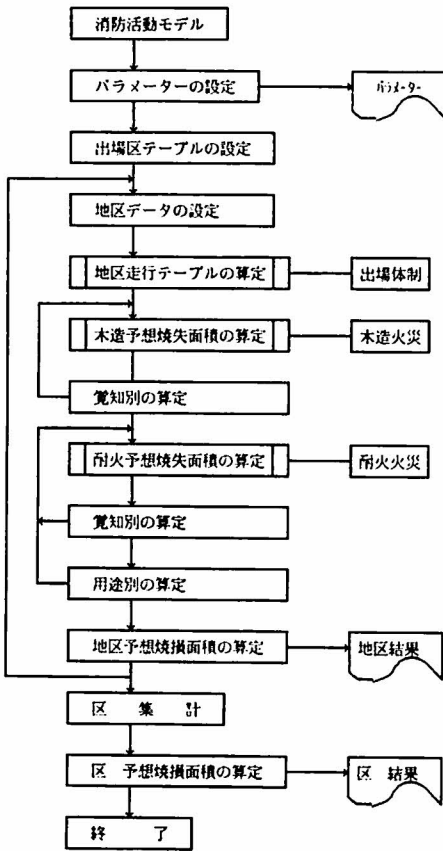 消防活動モデル
パラメーターの設定
パラメーター
出場区テーブルの設定
地区データの設定
地区走行テーブルの算定
出場体制
木造予想焼失面積の算定
木造火災
覚知別の算定
耐火予想焼失面積の算定
耐火火災
覚知別の算定
用途別の算定
地区予想焼損面積の算定
地区結果
区 集 計
区 予想焼損面積の算定
区 結果
終 了